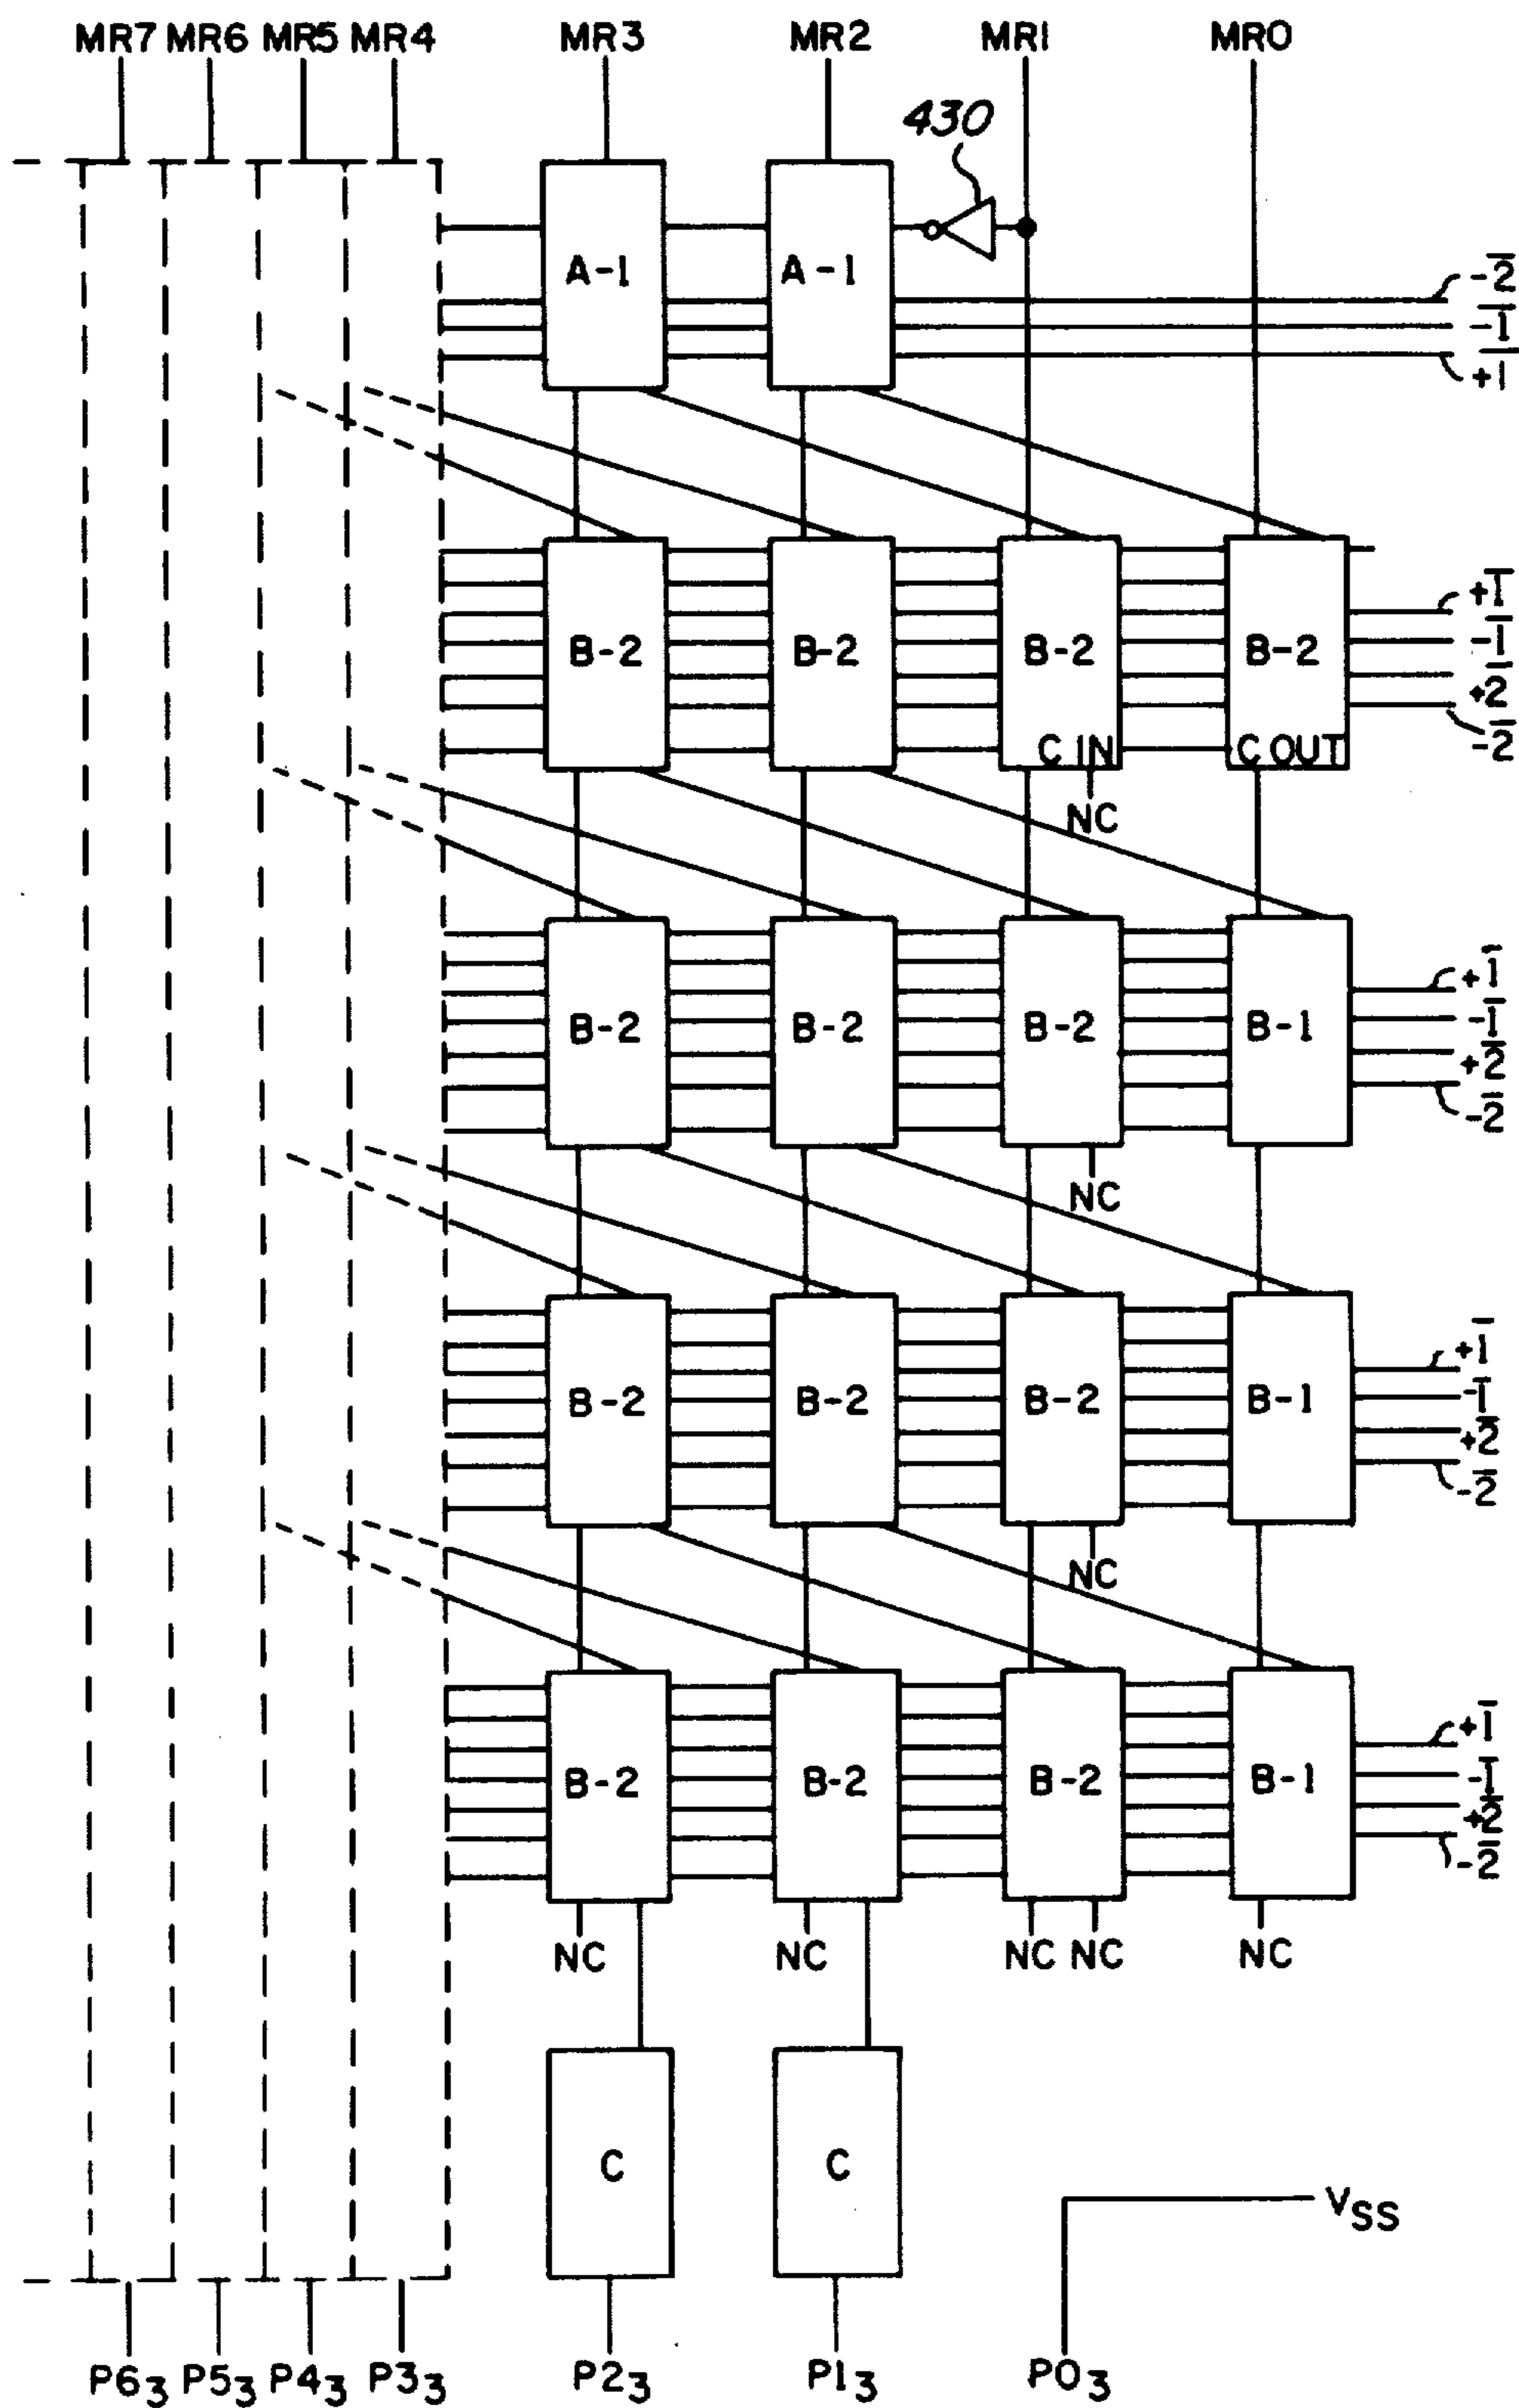 MR7 MR6 MR5 MR4 MR3 MR2 MR1 MR0
430
A-1 A-1
-2̅
-1̅
+1̅
B-2 B-2 B-2 B-2
+1̅
-1̅
+2̅
-2̅
C IN C OUT
NC
B-2 B-2 B-2 B-1
+1̅
-1̅
+2̅
-2̅
NC
B-2 B-2 B-2 B-1
+1̅
-1̅
+2̅
-2̅
NC
B-2 B-2 B-2 B-1
+1̅
-1̅
+2̅
-2̅
NC NC NC NC NC
C C
VSS
P6₃ P5₃ P4₃ P3₃ P2₃ P1₃ P0₃